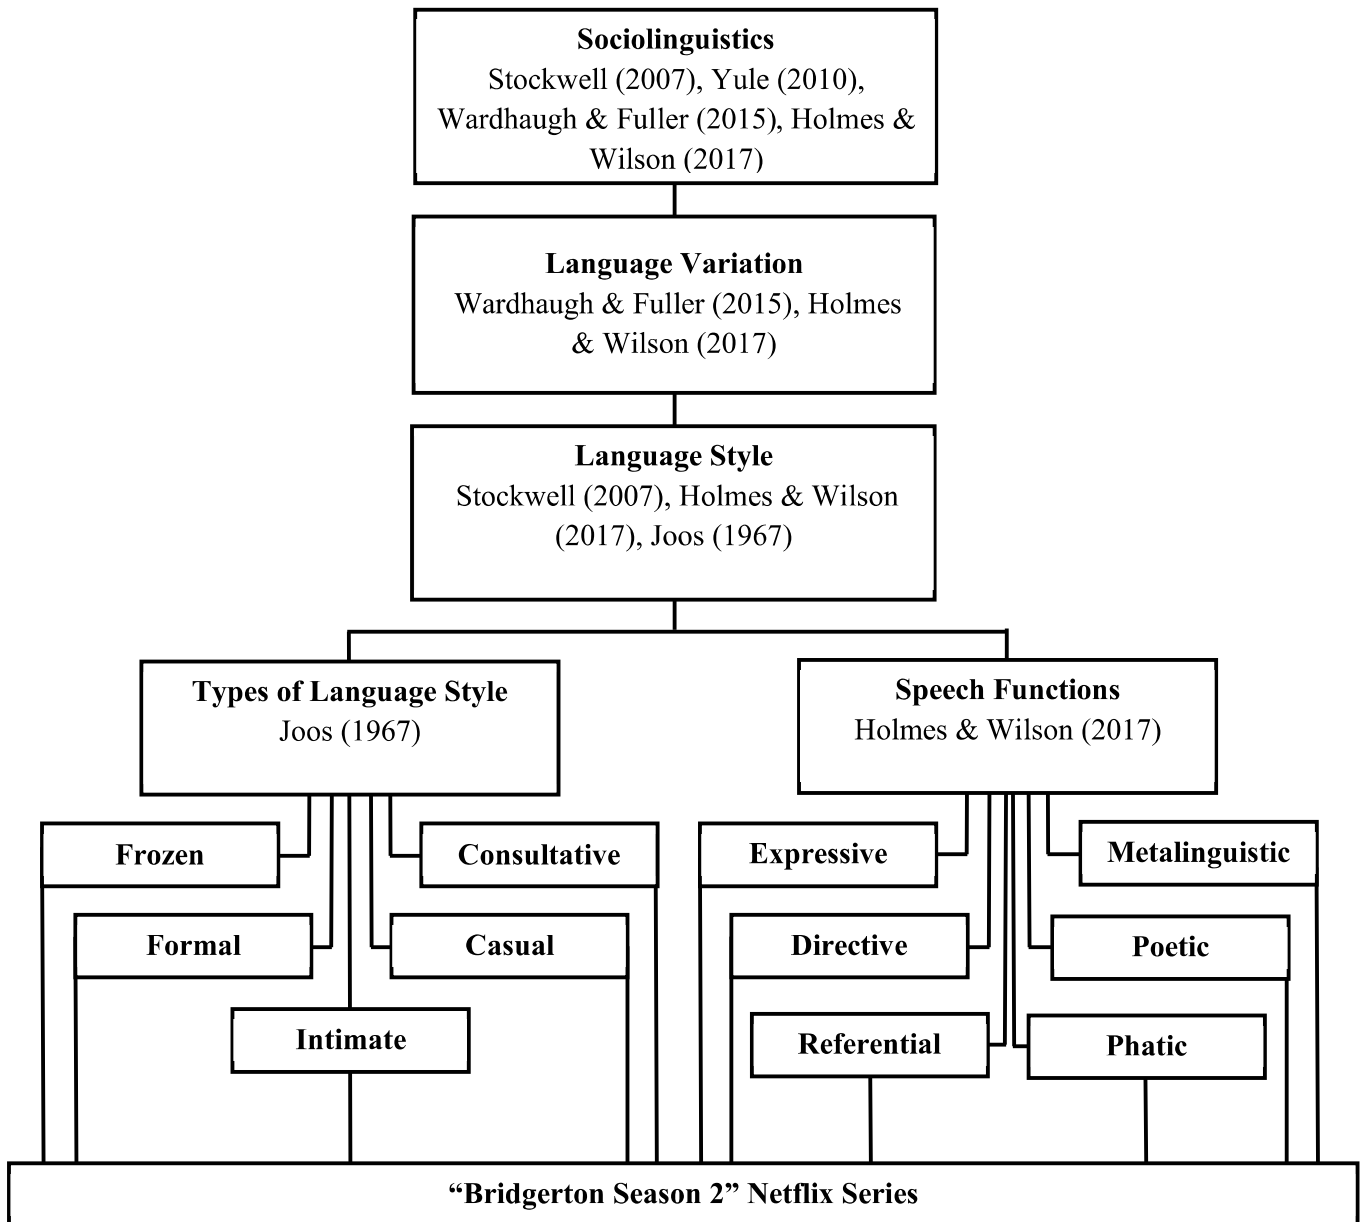 Sociolinguistics
Stockwell (2007), Yule (2010),
Wardhaugh & Fuller (2015), Holmes &
Wilson (2017)
Language Variation
Wardhaugh & Fuller (2015), Holmes
& Wilson (2017)
Language Style
Stockwell (2007), Holmes & Wilson
(2017), Joos (1967)
Types of Language Style
Joos (1967)
Speech Functions
Holmes & Wilson (2017)
Frozen
Consultative
Expressive
Metalinguistic
Formal
Casual
Directive
Poetic
Intimate
Referential
Phatic
“Bridgerton Season 2” Netflix Series